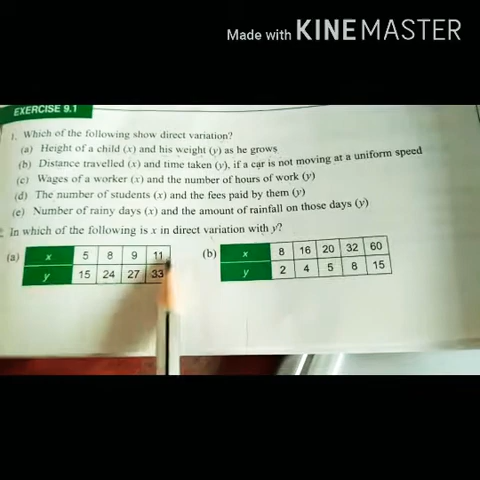 Made with KINEMASTER
EXERCISE 9.1
1. Which of the following show direct variation?
(a) Height of a child (x) and his weight (y) as he grows
(b) Distance travelled (x) and time taken (y), if a car is not moving at a uniform speed
(c) Wages of a worker (x) and the number of hours of work (y)
(d) The number of students (x) and the fees paid by them (y)
(e) Number of rainy days (x) and the amount of rainfall on those days (y)
2. In which of the following is x in direct variation with y?
(a) x 5 8 9 11
y 15 24 27 33
(b) x 8 16 20 32 60
y 2 4 5 8 15